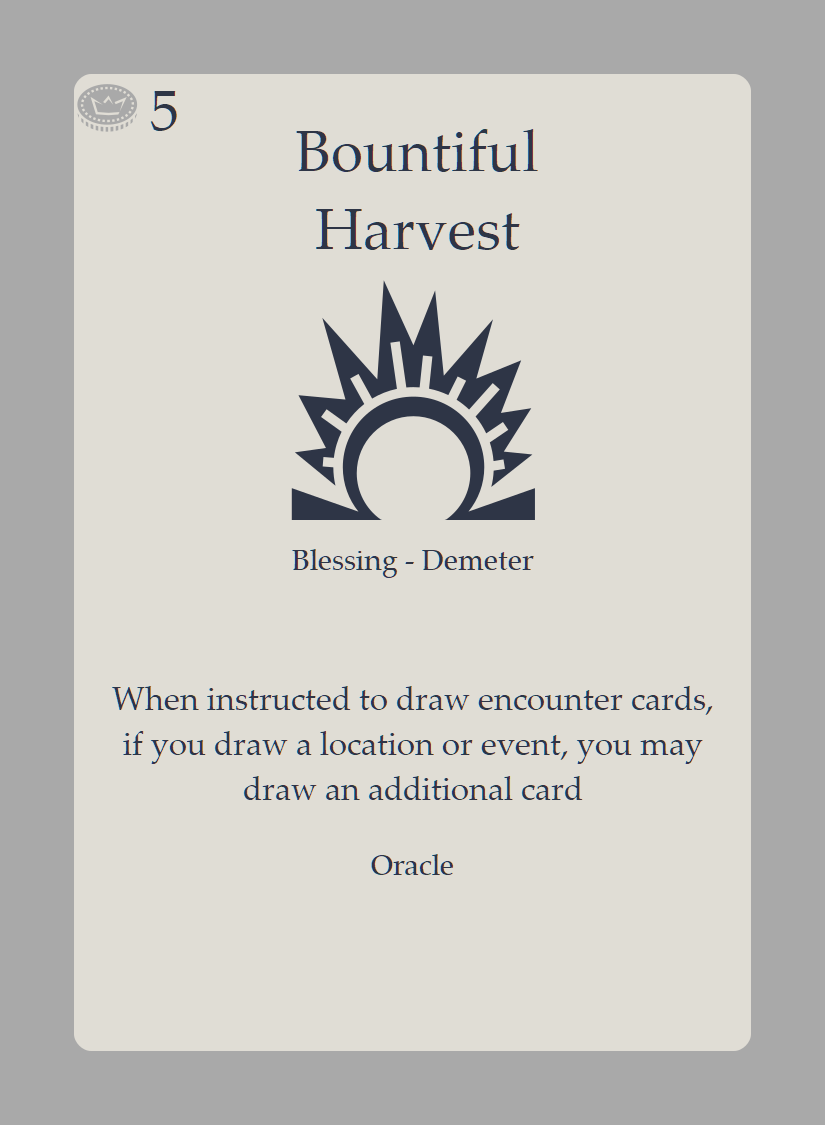 5
Bountiful
Harvest
Blessing - Demeter
When instructed to draw encounter cards,
if you draw a location or event, you may
draw an additional card
Oracle